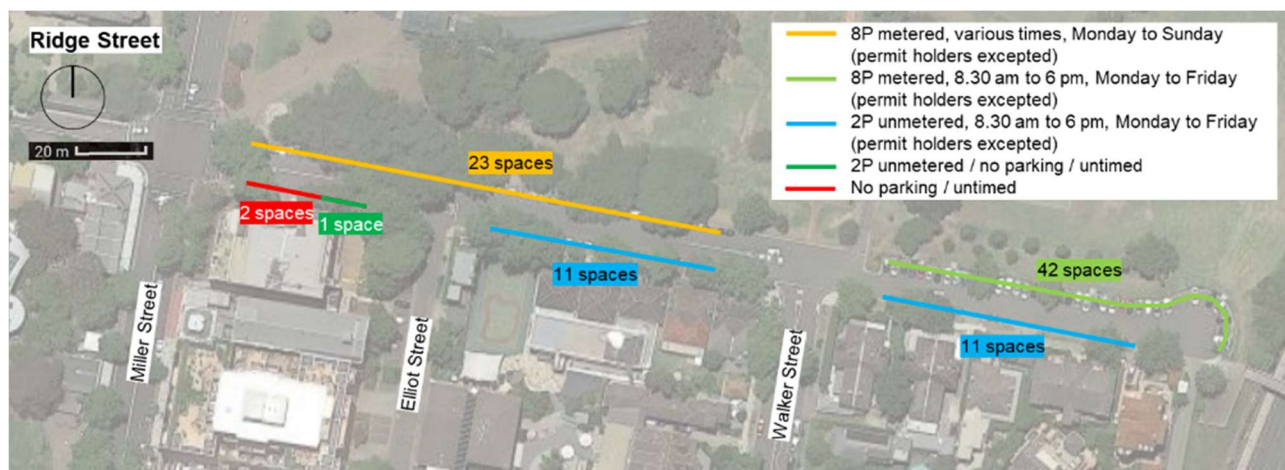 Ridge Street
20 m
8P metered, various times, Monday to Sunday
(permit holders excepted)
8P metered, 8.30 am to 6 pm, Monday to Friday
(permit holders excepted)
2P unmetered, 8.30 am to 6 pm, Monday to Friday
(permit holders excepted)
2P unmetered / no parking / untimed
No parking / untimed
23 spaces
2 spaces
1 space
11 spaces
42 spaces
11 spaces
Miller Street
Elliot Street
Walker Street